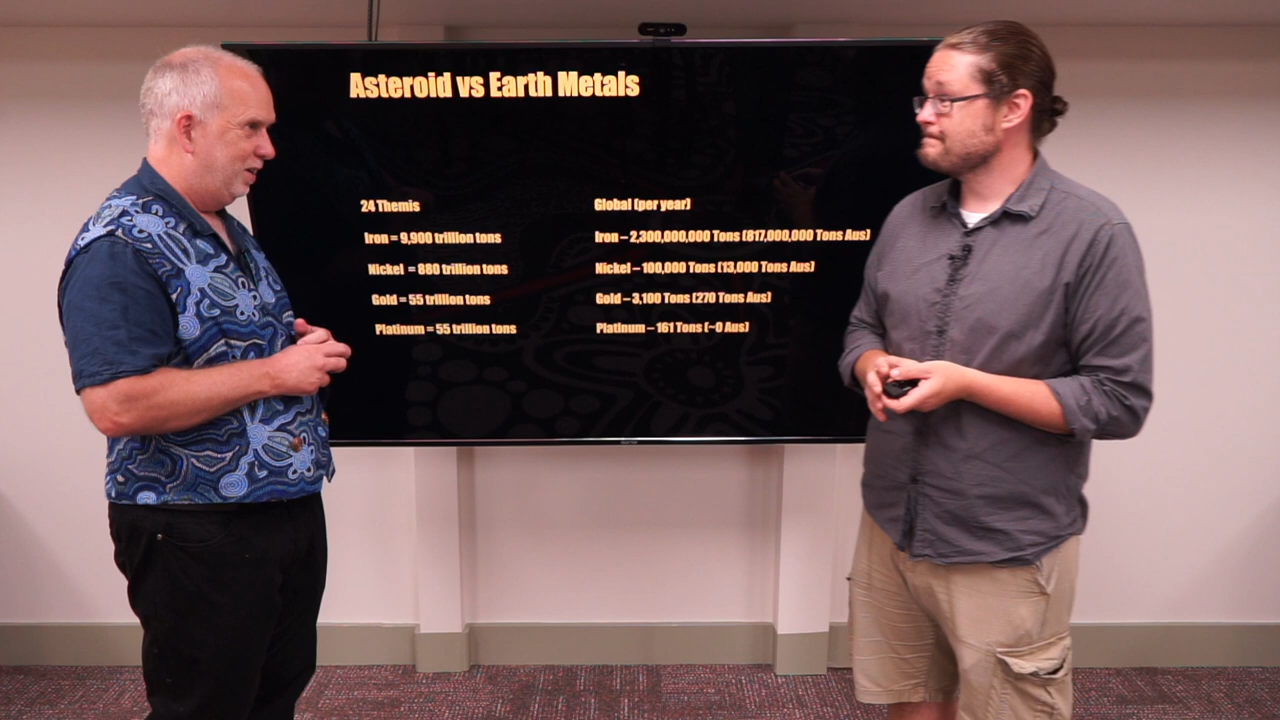 Asteroid vs Earth Metals
24 Themis
Iron = 9,900 trillion tons
Nickel = 880 trillion tons
Gold = 55 trillion tons
Platinum = 55 trillion tons
Global (per year)
Iron – 2,300,000,000 Tons (817,000,000 Tons Aus)
Nickel – 100,000 Tons (13,000 Tons Aus)
Gold – 3,100 Tons (270 Tons Aus)
Platinum – 161 Tons (~0 Aus)